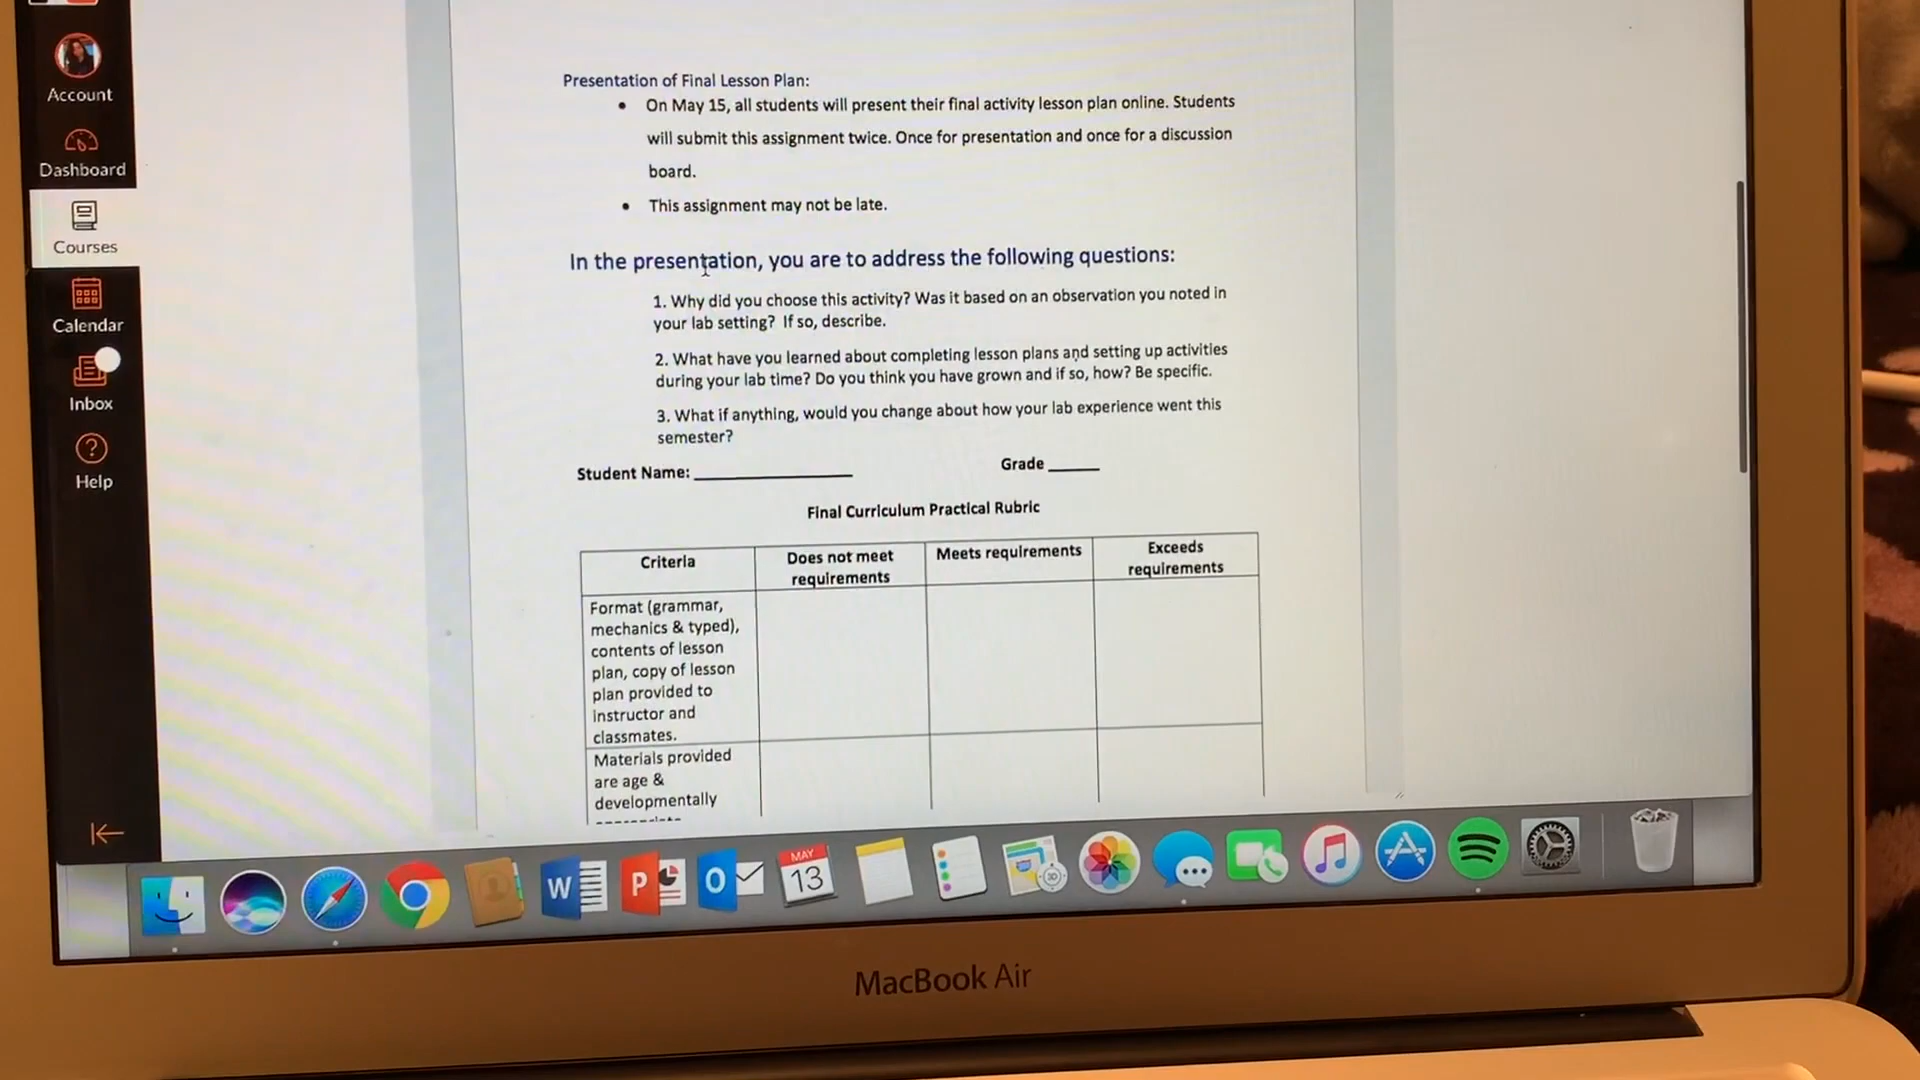 Account
Dashboard
Courses
Calendar
Inbox
Help
Presentation of Final Lesson Plan:
• On May 15, all students will present their final activity lesson plan online. Students
will submit this assignment twice. Once for presentation and once for a discussion
board.
• This assignment may not be late.
In the presentation, you are to address the following questions:
1. Why did you choose this activity? Was it based on an observation you noted in
your lab setting? If so, describe.
2. What have you learned about completing lesson plans and setting up activities
during your lab time? Do you think you have grown and if so, how? Be specific.
3. What if anything, would you change about how your lab experience went this
semester?
Student Name: ________________ Grade _____
Final Curriculum Practical Rubric
Criteria
Does not meet
requirements
Meets requirements
Exceeds
requirements
Format (grammar,
mechanics & typed),
contents of lesson
plan, copy of lesson
plan provided to
instructor and
classmates.
Materials provided
are age &
developmentally
W
P
O
MAY
13
3D
MacBook Air